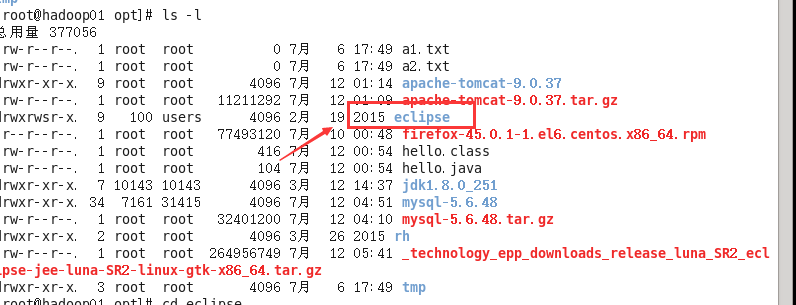 tmp
root@hadoop01 opt]# ls -l
总用量 377056
rw-r--r--. 1 root root 0 7月 6 17:49 a1.txt
rw-r--r--. 1 root root 0 7月 6 17:49 a2.txt
drwxr-xr-x. 9 root root 4096 7月 12 01:14 apache-tomcat-9.0.37
rw-r--r--. 1 root root 11211292 7月 12 01:09 apache-tomcat-9.0.37.tar.gz
drwxrwsr-x. 9 100 users 4096 2月 19 2015 eclipse
r--r--r--. 1 root root 77493120 7月 10 00:48 firefox-45.0.1-1.el6.centos.x86_64.rpm
rw-r--r--. 1 root root 416 7月 12 00:54 hello.class
rw-r--r--. 1 root root 104 7月 12 00:54 hello.java
drwxr-xr-x. 7 10143 10143 4096 3月 12 14:37 jdk1.8.0_251
drwxr-xr-x. 34 7161 31415 4096 7月 12 04:51 mysql-5.6.48
rw-r--r--. 1 root root 32401200 7月 12 04:10 mysql-5.6.48.tar.gz
drwxr-xr-x. 2 root root 4096 3月 26 2015 rh
rw-r--r--. 1 root root 264956749 7月 12 05:41 _technology_epp_downloads_release_luna_SR2_ecl
ipse-jee-luna-SR2-linux-gtk-x86_64.tar.gz
drwxr-xr-x. 3 root root 4096 7月 6 17:49 tmp
root@hadoop01 opt]# cd eclipse